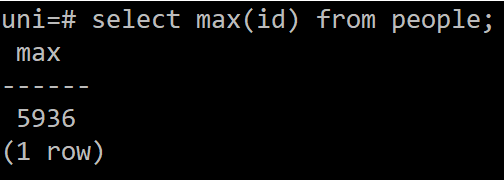 uni=# select max(id) from people;
 max
------
 5936
(1 row)